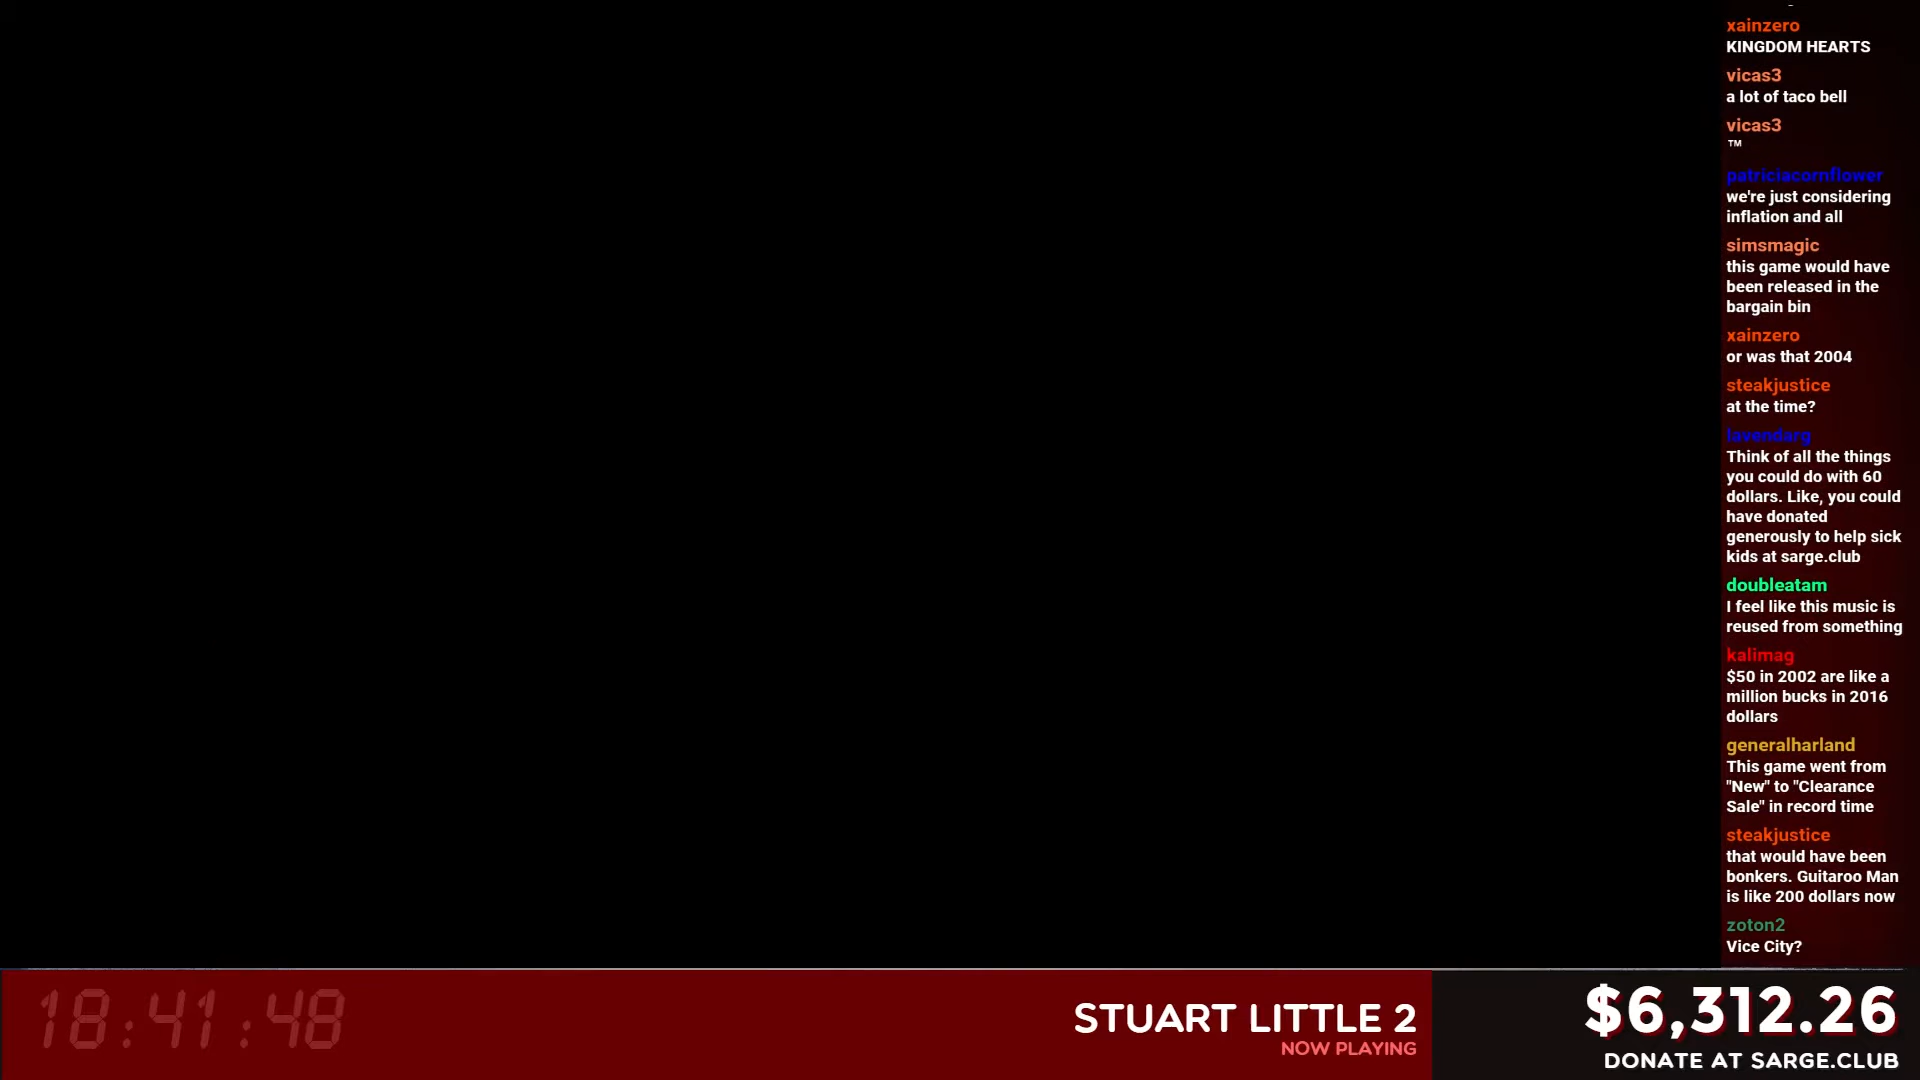 xainzero
KINGDOM HEARTS
vicas3
a lot of taco bell
vicas3
™
patriciacornflower
we're just considering
inflation and all
simsmagic
this game would have
been released in the
bargain bin
xainzero
or was that 2004
steakjustice
at the time?
lavendarg
Think of all the things
you could do with 60
dollars. Like, you could
have donated
generously to help sick
kids at sarge.club
doubleatam
I feel like this music is
reused from something
kalimag
$50 in 2002 are like a
million bucks in 2016
dollars
generalharland
This game went from
"New" to "Clearance
Sale" in record time
steakjustice
that would have been
bonkers. Guitaroo Man
is like 200 dollars now
zoton2
Vice City?
18:41:48
STUART LITTLE 2
NOW PLAYING
$6,312.26
DONATE AT SARGE.CLUB